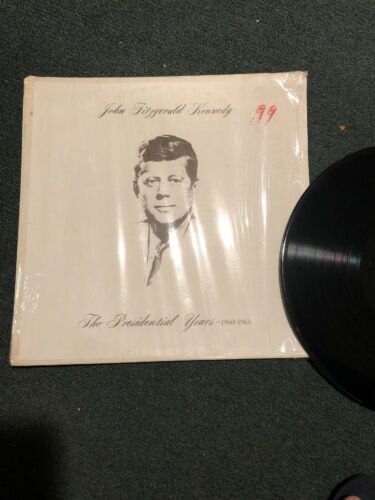 John Fitzgerald Kennedy
.99
The Presidential Years - 1960-1963